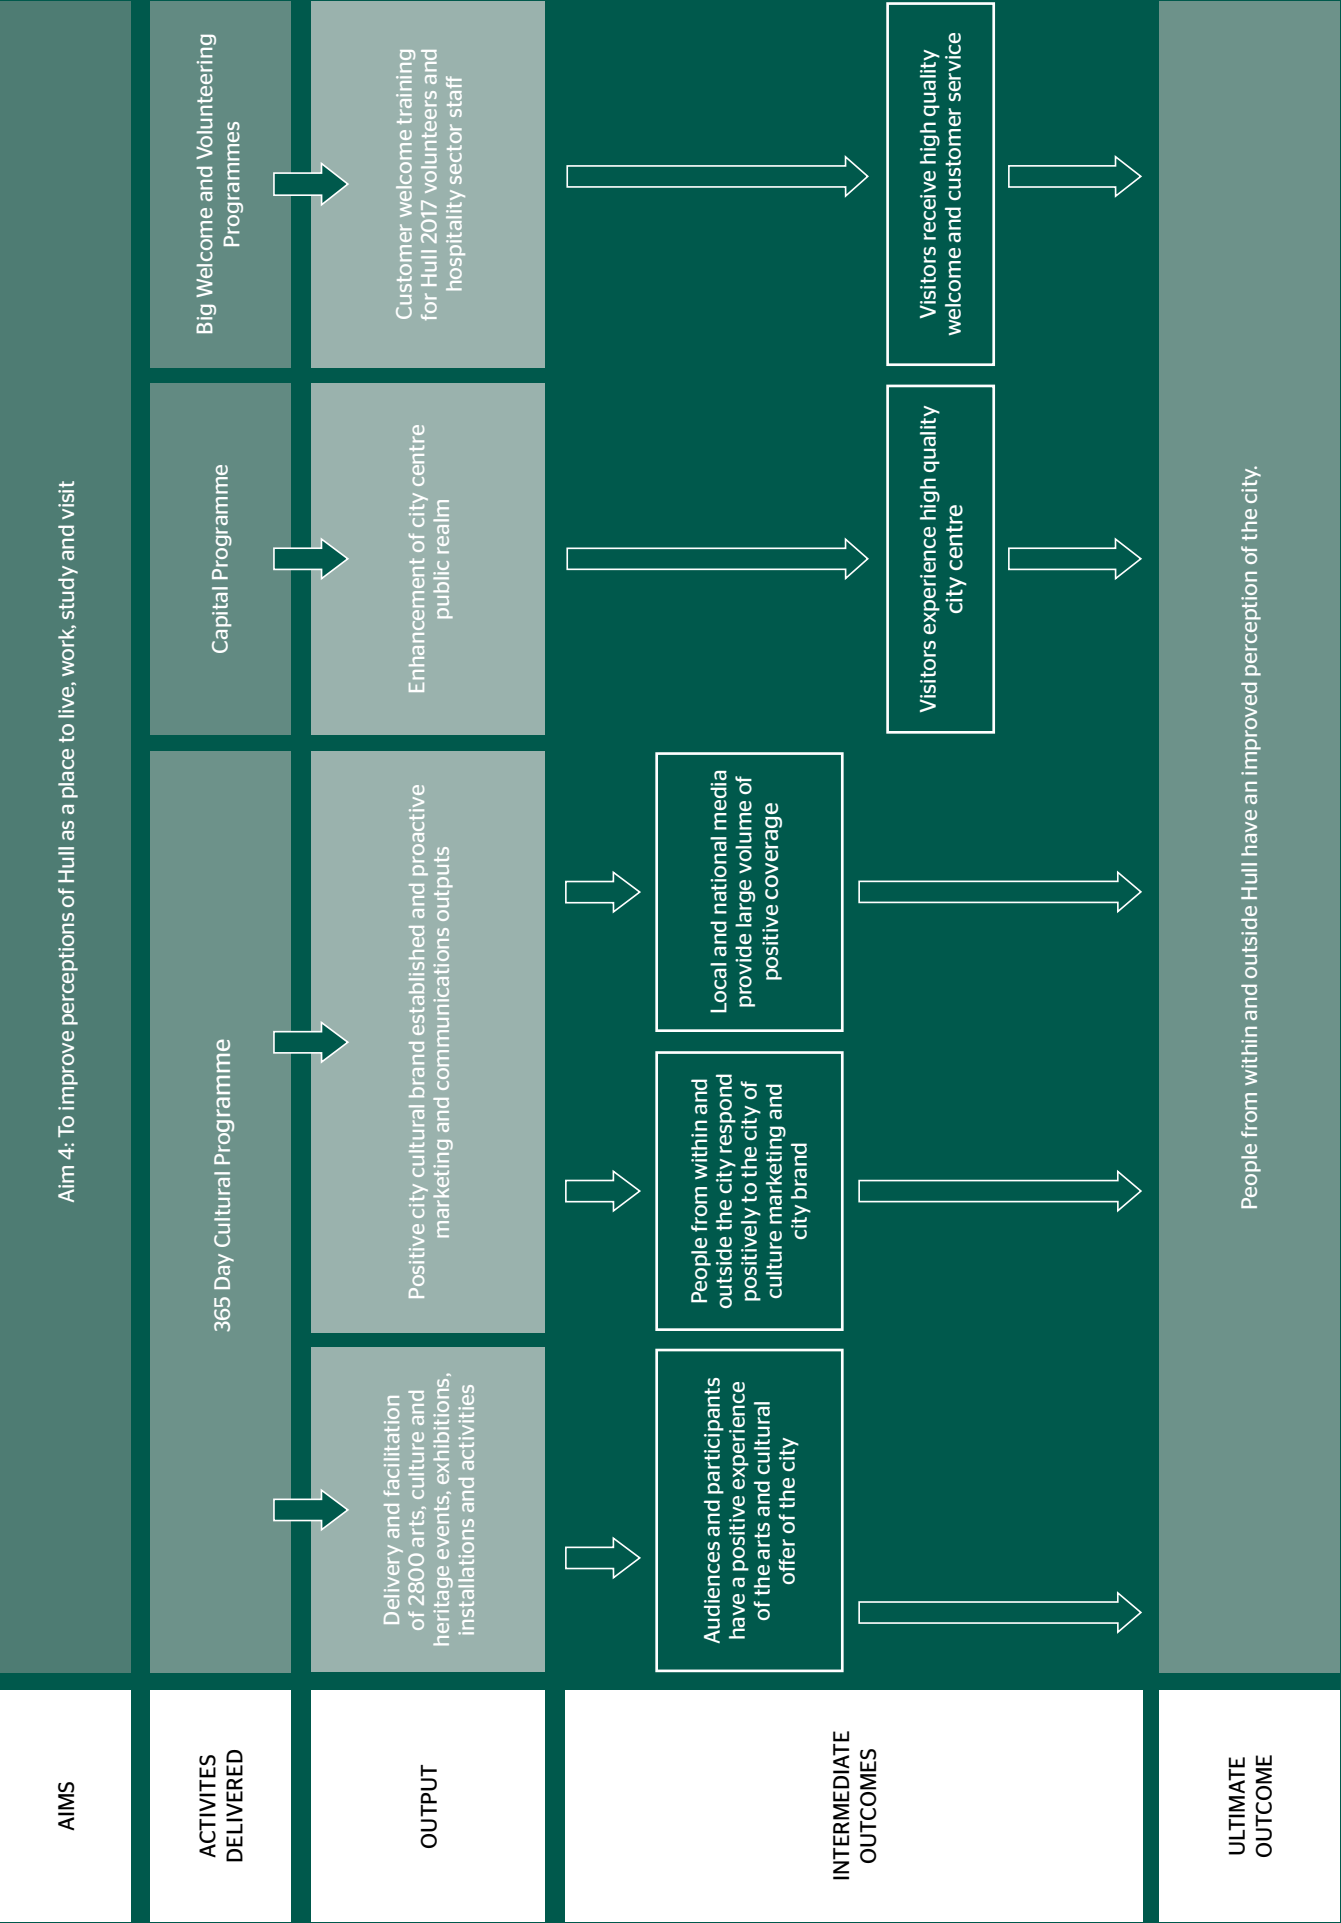 AIMS
Aim 4: To improve perceptions of Hull as a place to live, work, study and visit
ACTIVITES
DELIVERED
365 Day Cultural Programme
Capital Programme
Big Welcome and Volunteering
Programmes
OUTPUT
Delivery and facilitation
of 2800 arts, culture and
heritage events, exhibitions,
installations and activities
Positive city cultural brand established and proactive
marketing and communications outputs
Enhancement of city centre
public realm
Customer welcome training
for Hull 2017 volunteers and
hospitality sector staff
INTERMEDIATE
OUTCOMES
Audiences and participants
have a positive experience
of the arts and cultural
offer of the city
People from within and
outside the city respond
positively to the city of
culture marketing and
city brand
Local and national media
provide large volume of
positive coverage
Visitors experience high quality
city centre
Visitors receive high quality
welcome and customer service
ULTIMATE
OUTCOME
People from within and outside Hull have an improved perception of the city.